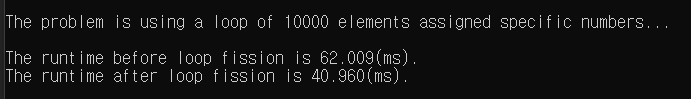 The problem is using a loop of 10000 elements assigned specific numbers...
The runtime before loop fission is 62.009(ms).
The runtime after loop fission is 40.960(ms).